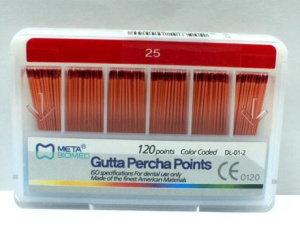 25
META®
BIOMED
120 points Color Coded DL-01-2
Gutta Percha Points
ISO specifications For dental use only
Made of the finest American Materials
CE 0120